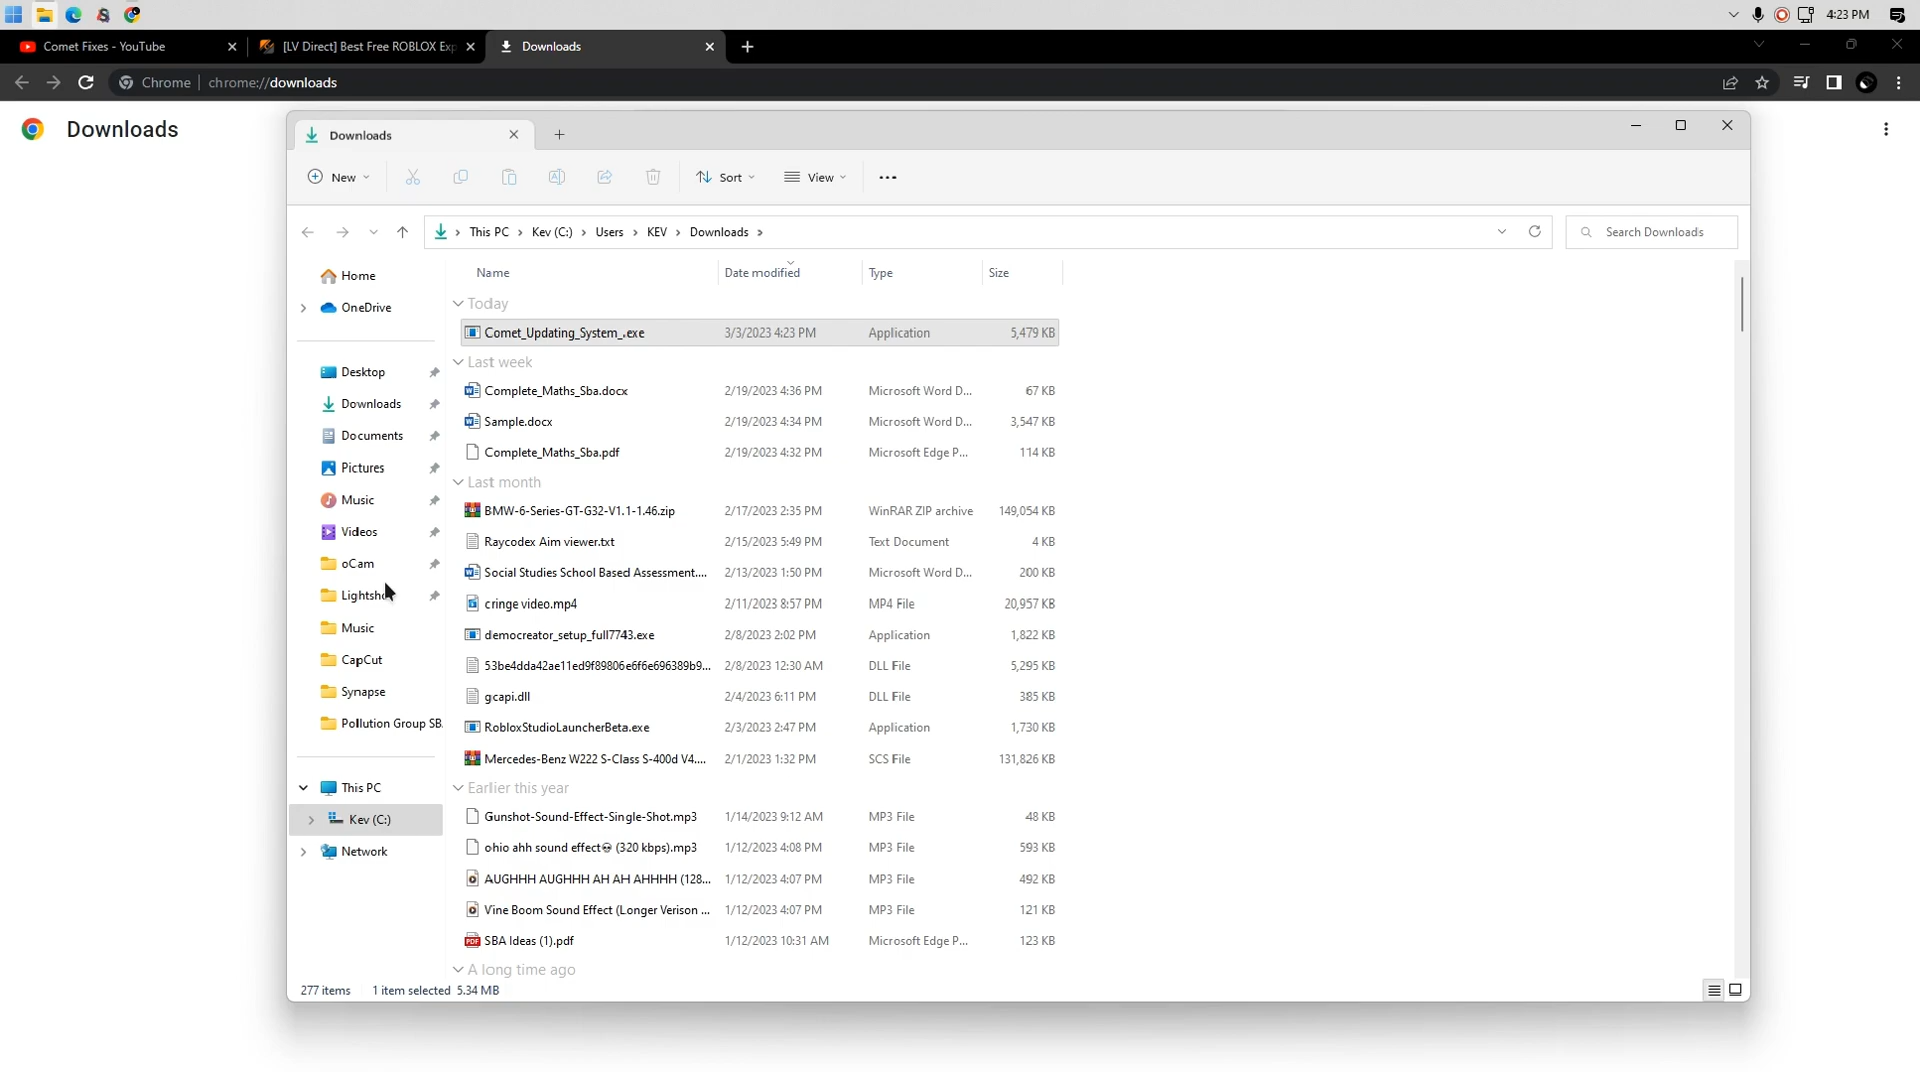 4:23 PM
Comet Fixes - YouTube
[LV Direct] Best Free ROBLOX Exp
Downloads
Chrome | chrome://downloads
Downloads
Downloads
New
Sort
View
This PC > Kev (C:) > Users > KEV > Downloads >
Search Downloads
Home
OneDrive
Desktop
Downloads
Documents
Pictures
Music
Videos
oCam
Music
CapCut
Synapse
Pollution Group SB
This PC
Kev (C:)
Network
Name Date modified Type Size
Today
Comet_Updating_System_.exe 3/3/2023 4:23 PM Application 5,479 KB
Last week
Complete_Maths_Sba.docx 2/19/2023 4:36 PM Microsoft Word D... 67 KB
Sample.docx 2/19/2023 4:34 PM Microsoft Word D... 3,547 KB
Complete_Maths_Sba.pdf 2/19/2023 4:32 PM Microsoft Edge P... 114 KB
Last month
BMW-6-Series-GT-G32-V1.1-1.46.zip 2/17/2023 2:35 PM WinRAR ZIP archive 149,054 KB
Raycodex Aim viewer.txt 2/15/2023 5:49 PM Text Document 4 KB
Social Studies School Based Assessment.... 2/13/2023 1:50 PM Microsoft Word D... 200 KB
cringe video.mp4 2/11/2023 8:57 PM MP4 File 20,957 KB
democreator_setup_full7743.exe 2/8/2023 2:02 PM Application 1,822 KB
53be4dda42ae11ed9f89806e6f6e696389b9... 2/8/2023 12:30 AM DLL File 5,295 KB
gcapi.dll 2/4/2023 6:11 PM DLL File 385 KB
RobloxStudioLauncherBeta.exe 2/3/2023 2:47 PM Application 1,730 KB
Mercedes-Benz W222 S-Class S-400d V4.... 2/1/2023 1:32 PM SCS File 131,826 KB
Earlier this year
Gunshot-Sound-Effect-Single-Shot.mp3 1/14/2023 9:12 AM MP3 File 48 KB
ohio ahh sound effect💀 (320 kbps).mp3 1/12/2023 4:08 PM MP3 File 593 KB
AUGHHH AUGHHH AH AH AHHHH (128... 1/12/2023 4:07 PM MP3 File 492 KB
Vine Boom Sound Effect (Longer Verison ... 1/12/2023 4:07 PM MP3 File 121 KB
SBA Ideas (1).pdf 1/12/2023 10:31 AM Microsoft Edge P... 123 KB
A long time ago
277 items 1 item selected 5.34 MB